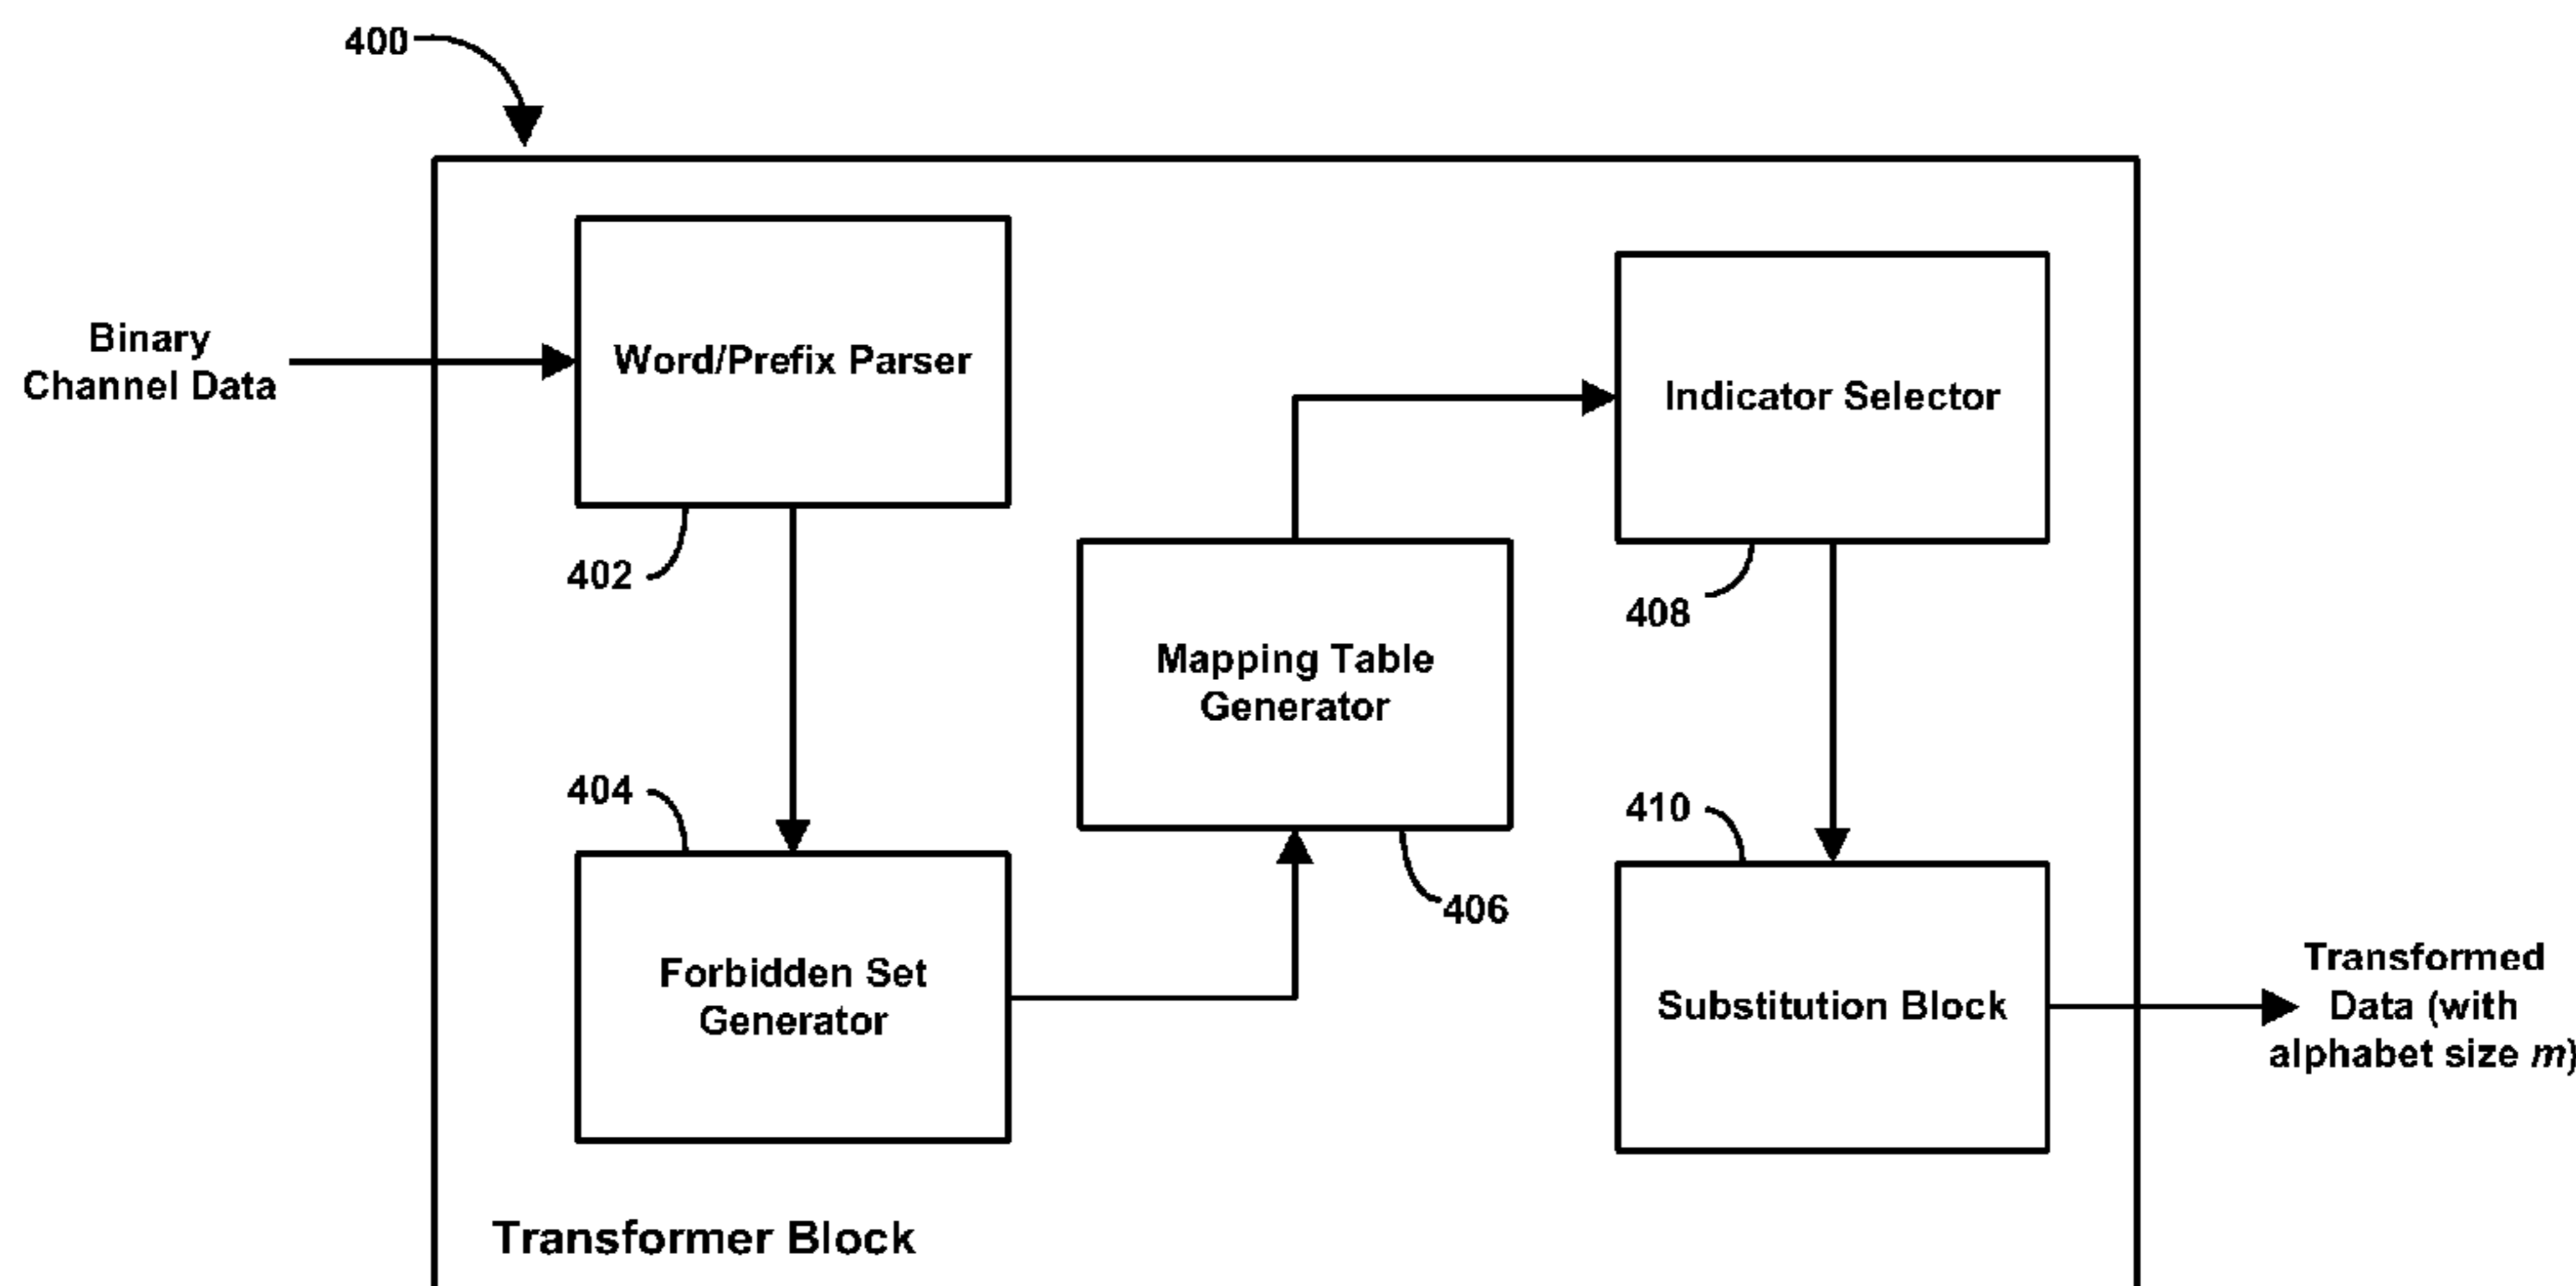 400
Binary
Channel Data
Word/Prefix Parser
402
404
Forbidden Set
Generator
Mapping Table
Generator
406
Indicator Selector
408
410
Substitution Block
Transformed
Data (with
alphabet size m)
Transformer Block